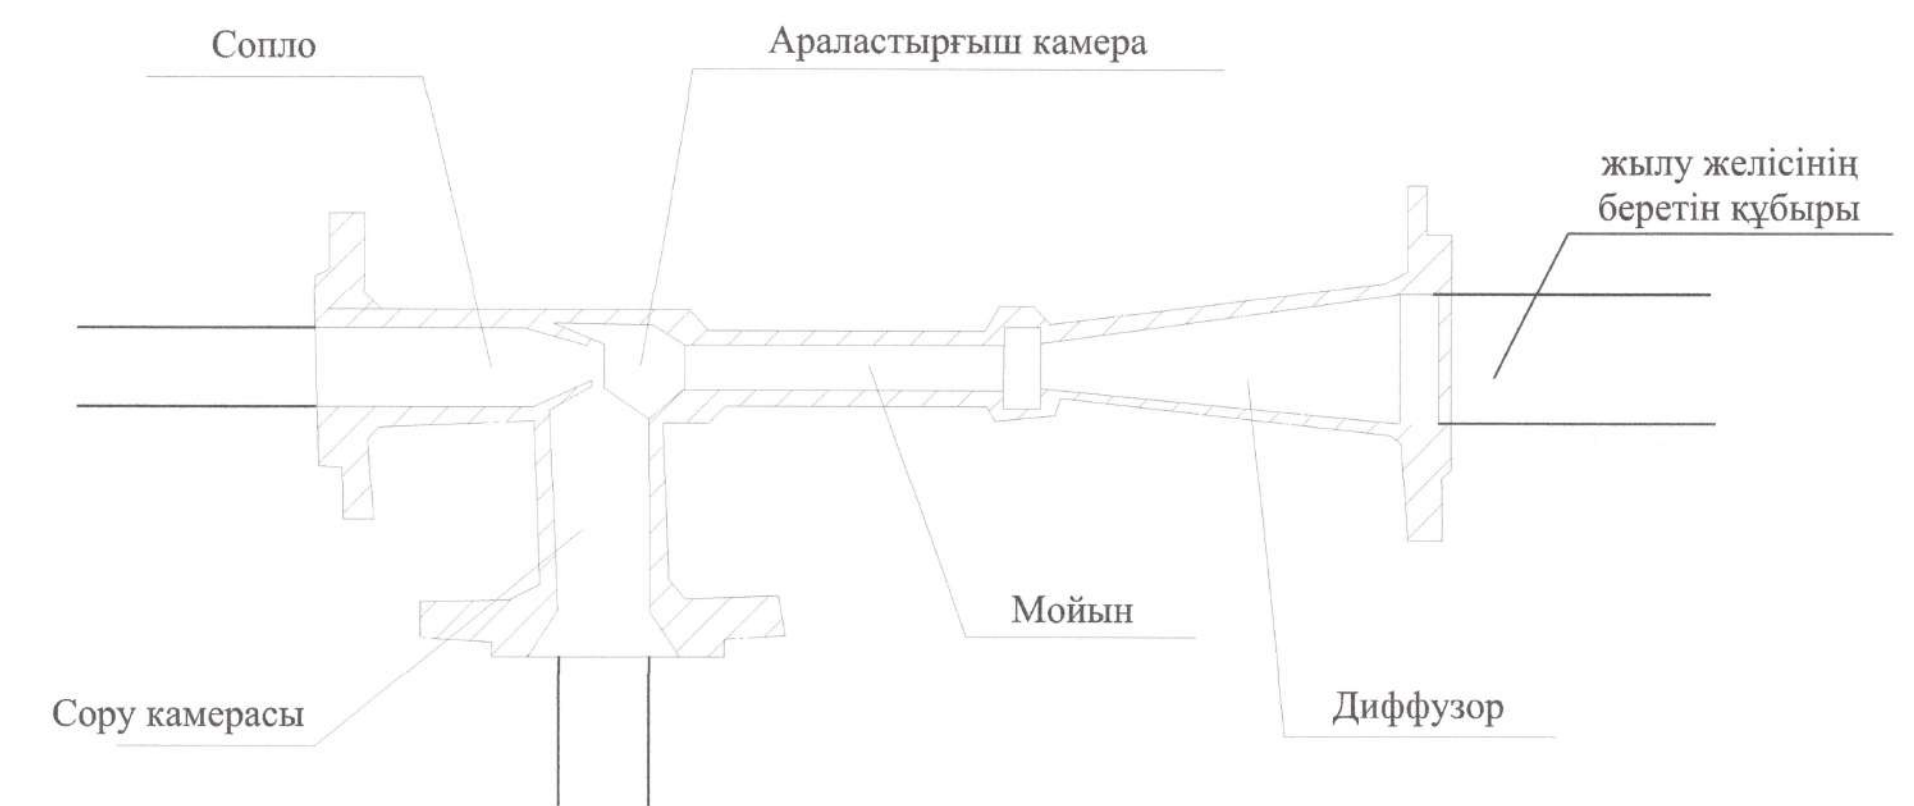 Сопло
Араластырғыш камера
жылу желісінің
беретін құбыры
Мойын
Сору камерасы
Диффузор